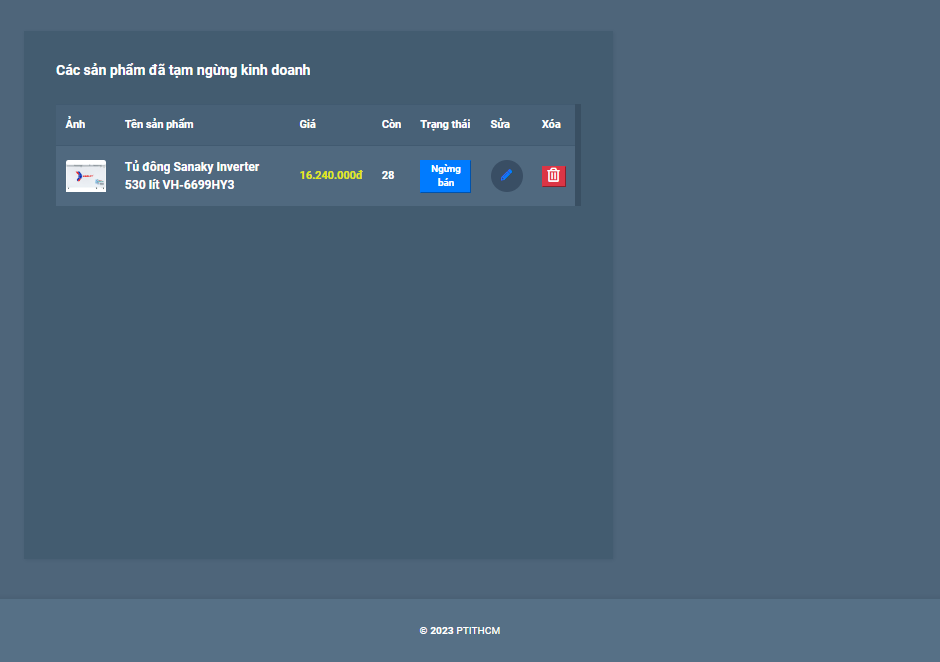 Các sản phẩm đã tạm ngừng kinh doanh
Ảnh Tên sản phẩm Giá Còn Trạng thái Sửa Xóa
Tủ đông Sanaky Inverter
530 lít VH-6699HY3
16.240.000đ 28
Ngừng
bán
© 2023 PTITHCM